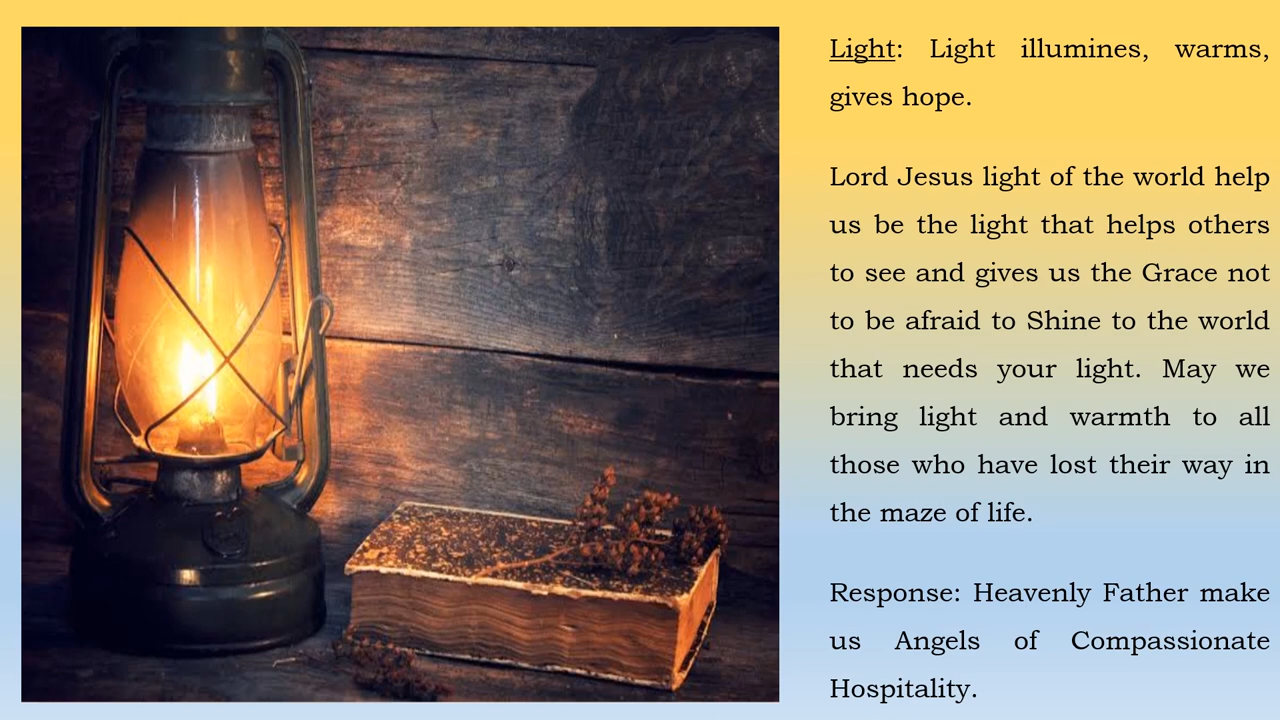 Light: Light illumines, warms,
gives hope.
Lord Jesus light of the world help
us be the light that helps others
to see and gives us the Grace not
to be afraid to Shine to the world
that needs your light. May we
bring light and warmth to all
those who have lost their way in
the maze of life.
Response: Heavenly Father make
us Angels of Compassionate
Hospitality.